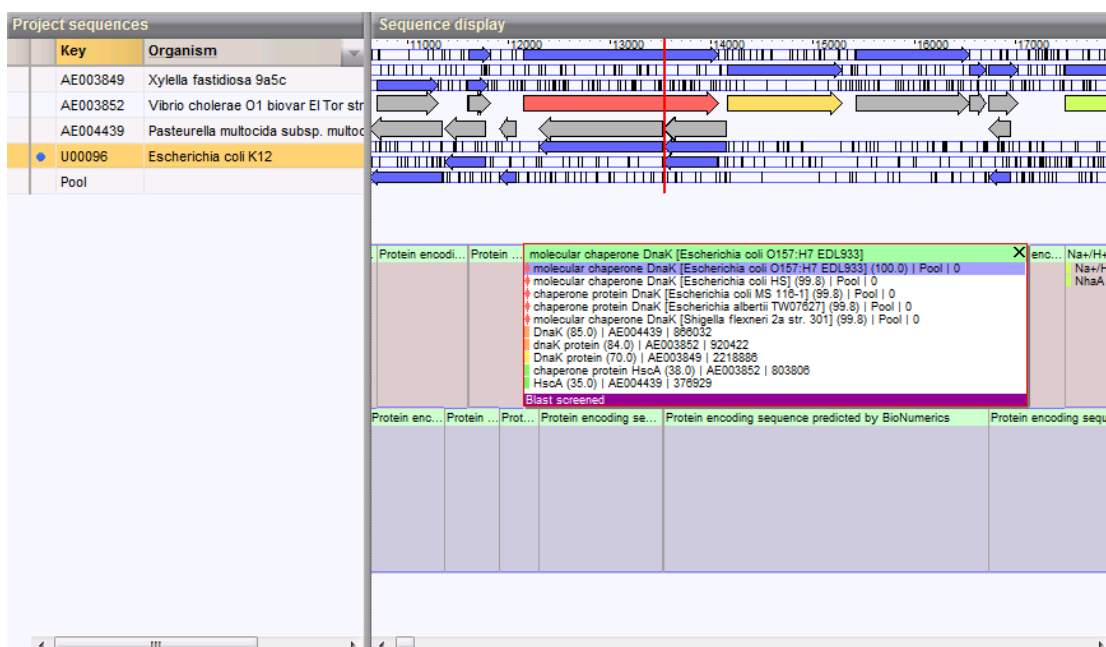 Project sequences
Key Organism
AE003849 Xylella fastidiosa 9a5c
AE003852 Vibrio cholerae O1 biovar El Tor str
AE004439 Pasteurella multocida subsp. multoc
U00096 Escherichia coli K12
Pool
Sequence display
11000 12000 13000 14000 15000 16000 17000
Protein encodi... Protein ... molecular chaperone DnaK [Escherichia coli O157:H7 EDL933] X enc... Na+/H+
molecular chaperone DnaK [Escherichia coli O157:H7 EDL933] (100.0) | Pool | 0 Na+/H
molecular chaperone DnaK [Escherichia coli HS] (99.8) | Pool | 0 NhaA
chaperone protein DnaK [Escherichia coli MS 116-1] (99.8) | Pool | 0
chaperone protein DnaK [Escherichia albertii TW07627] (99.8) | Pool | 0
molecular chaperone DnaK [Shigella flexneri 2a str. 301] (99.8) | Pool | 0
DnaK (85.0) | AE004439 | 866032
dnaK protein (84.0) | AE003852 | 920422
DnaK protein (70.0) | AE003849 | 2218886
chaperone protein HscA (38.0) | AE003852 | 803806
HscA (35.0) | AE004439 | 376929
Blast screened
Protein enc... Protein ... Prot... Protein encoding se... Protein encoding sequence predicted by BioNumerics Protein encoding sequ